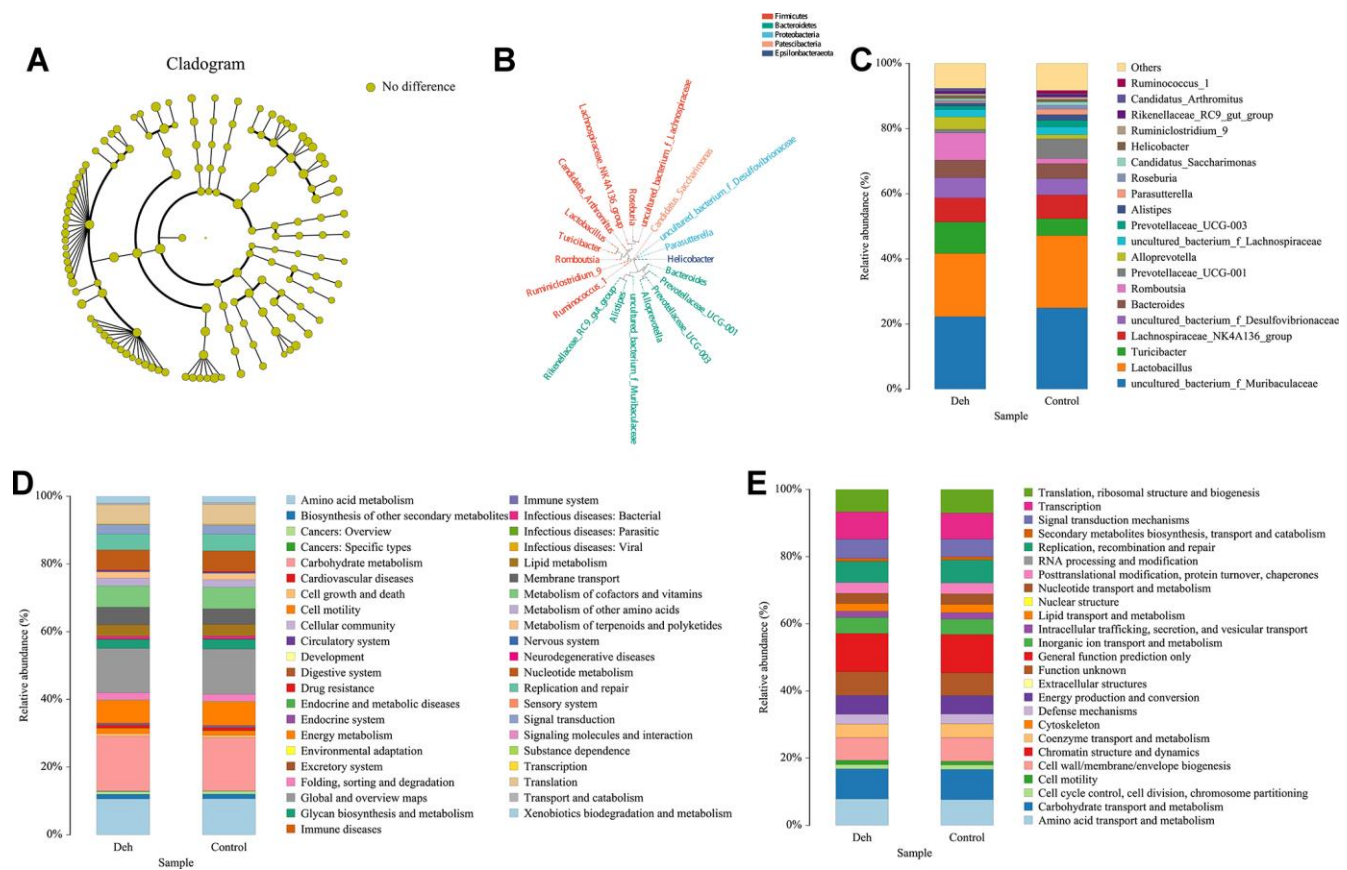 A
Cladogram
No difference
B
Firmicutes
Bacteroidetes
Proteobacteria
Patescibacteria
Epsilonbacteraeota
Lachnospiraceae_NK4A136_group
Candidatus_Arthromitus
Lactobacillus
Turicibacter
Romboutsia
Ruminiclostridium_9
Ruminococcus_1
Rikenellaceae_RC9_gut_group
Alistipes
uncultured_bacterium_f_Muribaculaceae
Alloprevotella
Prevotellaceae_UCG-003
Prevotellaceae_UCG-001
Bacteroides
Helicobacter
Parasutterella
uncultured_bacterium_f_Desulfovibrionaceae
Candidatus_Saccharimonas
uncultured_bacterium_f_Lachnospiraceae
Roseburia
C
Relative abundance (%)
100%
80%
60%
40%
20%
0%
Deh
Control
Sample
Others
Ruminococcus_1
Candidatus_Arthromitus
Rikenellaceae_RC9_gut_group
Ruminiclostridium_9
Helicobacter
Candidatus_Saccharimonas
Roseburia
Parasutterella
Alistipes
Prevotellaceae_UCG-003
uncultured_bacterium_f_Lachnospiraceae
Alloprevotella
Prevotellaceae_UCG-001
Romboutsia
Bacteroides
uncultured_bacterium_f_Desulfovibrionaceae
Lachnospiraceae_NK4A136_group
Turicibacter
Lactobacillus
uncultured_bacterium_f_Muribaculaceae
D
Relative abundance (%)
100%
80%
60%
40%
20%
0%
Deh
Control
Sample
Amino acid metabolism
Biosynthesis of other secondary metabolites
Cancers: Overview
Cancers: Specific types
Carbohydrate metabolism
Cardiovascular diseases
Cell growth and death
Cell motility
Cellular community
Circulatory system
Development
Digestive system
Drug resistance
Endocrine and metabolic diseases
Endocrine system
Energy metabolism
Environmental adaptation
Excretory system
Folding, sorting and degradation
Global and overview maps
Glycan biosynthesis and metabolism
Immune diseases
Immune system
Infectious diseases: Bacterial
Infectious diseases: Parasitic
Infectious diseases: Viral
Lipid metabolism
Membrane transport
Metabolism of cofactors and vitamins
Metabolism of other amino acids
Metabolism of terpenoids and polyketides
Nervous system
Neurodegenerative diseases
Nucleotide metabolism
Replication and repair
Sensory system
Signal transduction
Signaling molecules and interaction
Substance dependence
Transcription
Translation
Transport and catabolism
Xenobiotics biodegradation and metabolism
E
Relative abundance (%)
100%
80%
60%
40%
20%
0%
Deh
Control
Sample
Translation, ribosomal structure and biogenesis
Transcription
Signal transduction mechanisms
Secondary metabolites biosynthesis, transport and catabolism
Replication, recombination and repair
RNA processing and modification
Posttranslational modification, protein turnover, chaperones
Nucleotide transport and metabolism
Nuclear structure
Lipid transport and metabolism
Intracellular trafficking, secretion, and vesicular transport
Inorganic ion transport and metabolism
General function prediction only
Function unknown
Extracellular structures
Energy production and conversion
Defense mechanisms
Cytoskeleton
Coenzyme transport and metabolism
Chromatin structure and dynamics
Cell wall/membrane/envelope biogenesis
Cell motility
Cell cycle control, cell division, chromosome partitioning
Carbohydrate transport and metabolism
Amino acid transport and metabolism